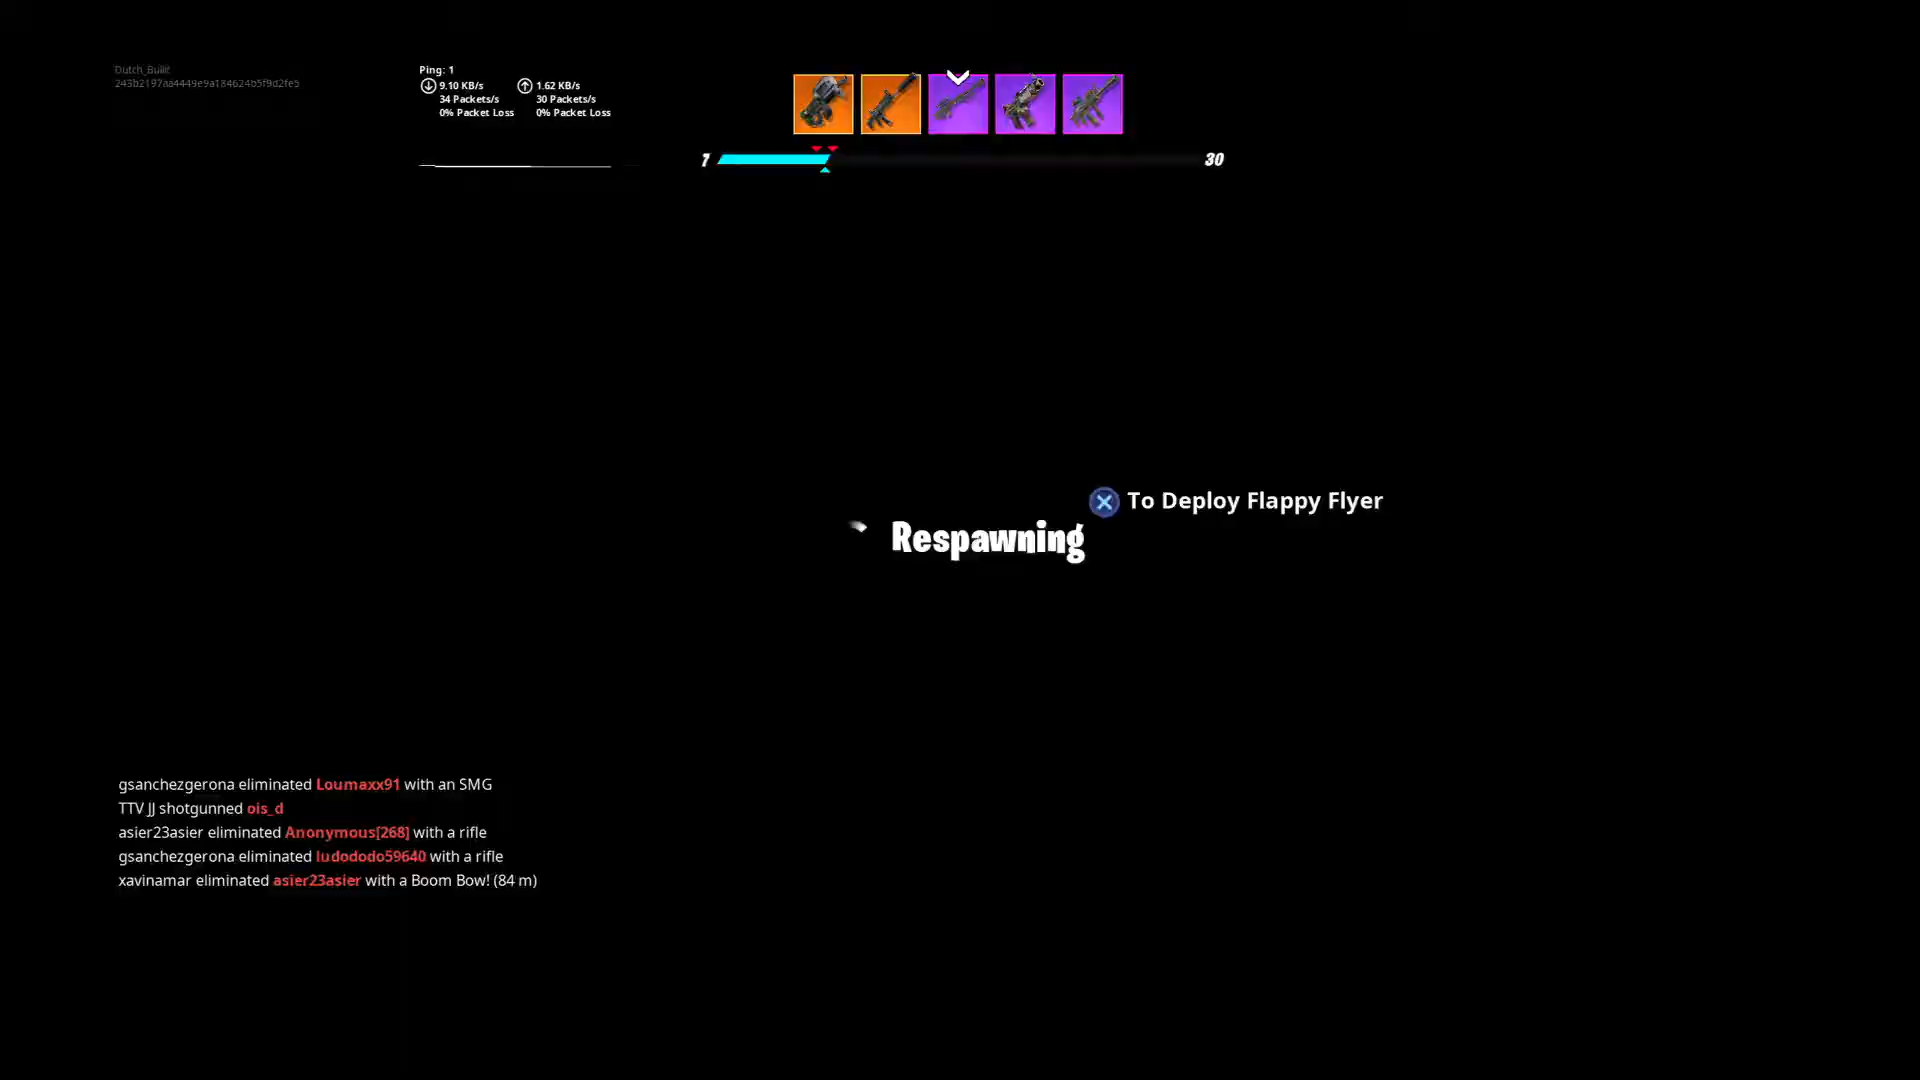 Dutch_Bullit
Ping: 1
9.10 KB/s
1.62 KB/s
34 Packets/s
30 Packets/s
0% Packet Loss
0% Packet Loss
7
30
To Deploy Flappy Flyer
Respawning
gsanchezgerona eliminated Loumaxx91 with an SMG
TTV JJ shotgunned ois_d
asier23asier eliminated Anonymous[268] with a rifle
gsanchezgerona eliminated ludododo59640 with a rifle
xavinamar eliminated asier23asier with a Boom Bow! (84 m)